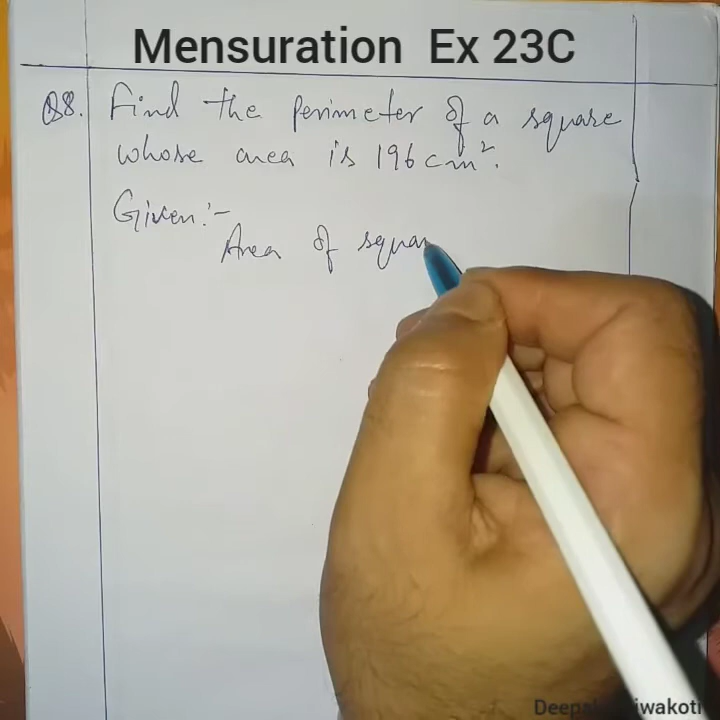 Mensuration Ex 23C
Q8. Find the perimeter of a square
whose area is 196 cm².
Given:-
Area of squar